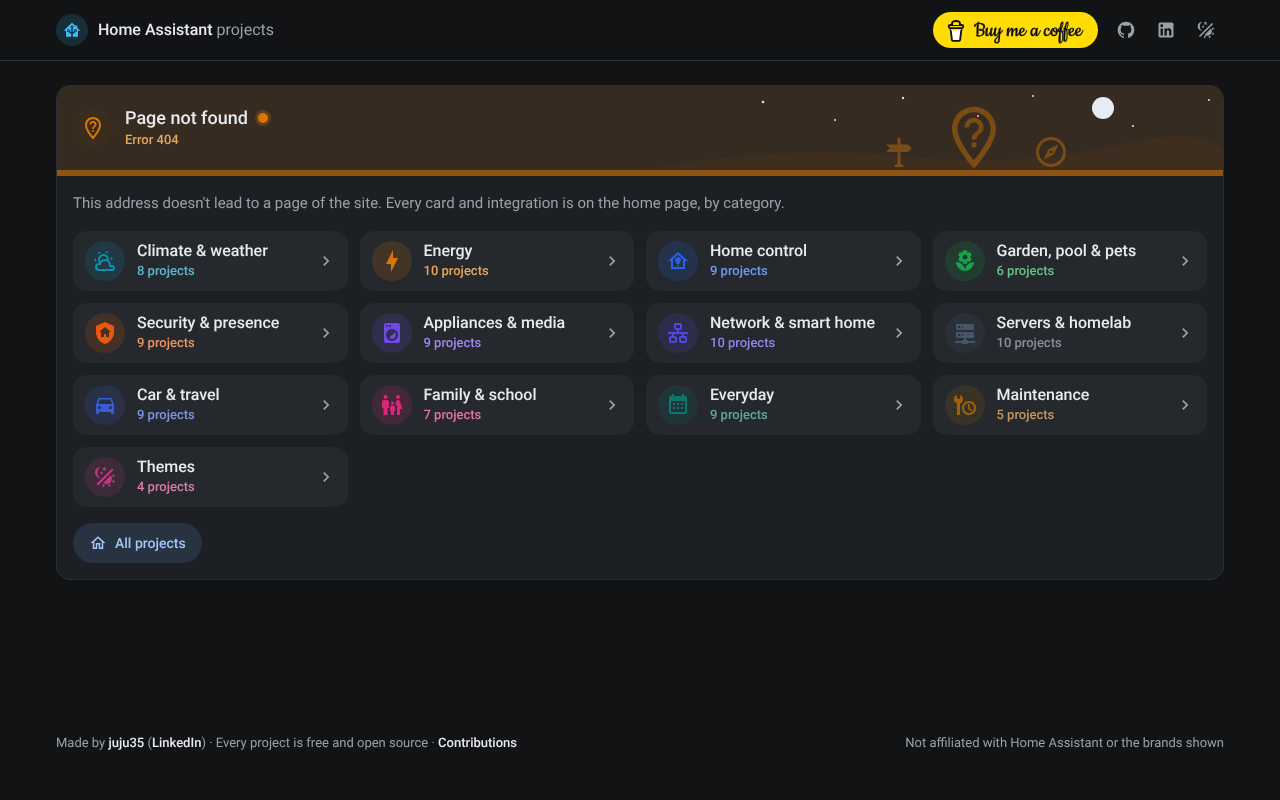 Home Assistant projects
Buy me a coffee
Page not found
Error 404
This address doesn't lead to a page of the site. Every card and integration is on the home page, by category.
Climate & weather
8 projects
Energy
10 projects
Home control
9 projects
Garden, pool & pets
6 projects
Security & presence
9 projects
Appliances & media
9 projects
Network & smart home
10 projects
Servers & homelab
10 projects
Car & travel
9 projects
Family & school
7 projects
Everyday
9 projects
Maintenance
5 projects
Themes
4 projects
All projects
Made by juju35 (LinkedIn) · Every project is free and open source · Contributions
Not affiliated with Home Assistant or the brands shown